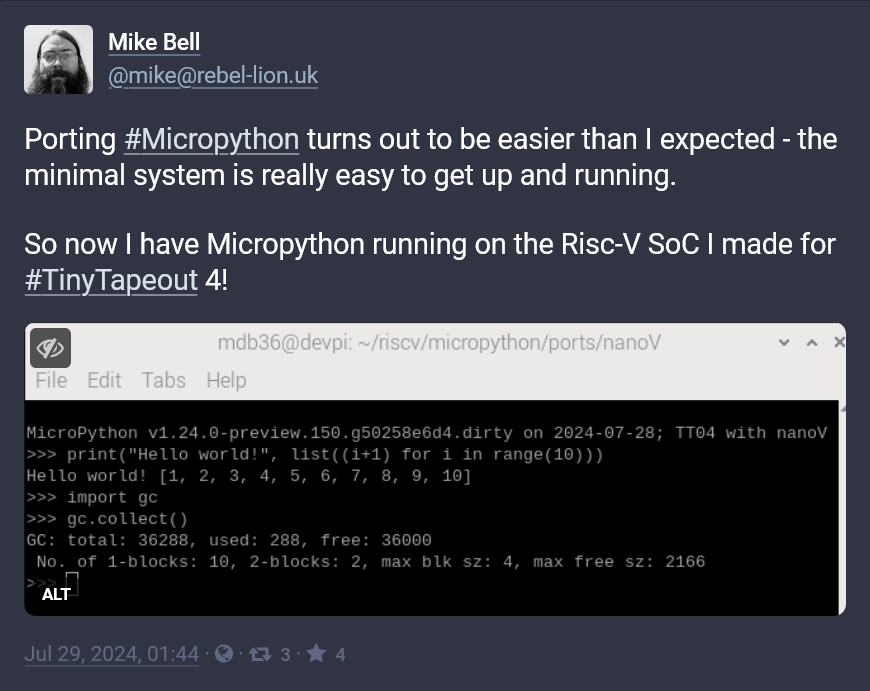 Mike Bell
@mike@rebel-lion.uk
Porting #Micropython turns out to be easier than I expected - the
minimal system is really easy to get up and running.
So now I have Micropython running on the Risc-V SoC I made for
#TinyTapeout 4!
mdb36@devpi: ~/riscv/micropython/ports/nanoV
File Edit Tabs Help
MicroPython v1.24.0-preview.150.g50258e6d4.dirty on 2024-07-28; TT04 with nanoV
>>> print("Hello world!", list((i+1) for i in range(10)))
Hello world! [1, 2, 3, 4, 5, 6, 7, 8, 9, 10]
>>> import gc
>>> gc.collect()
GC: total: 36288, used: 288, free: 36000
No. of 1-blocks: 10, 2-blocks: 2, max blk sz: 4, max free sz: 2166
>>>
ALT
Jul 29, 2024, 01:44 · · 3 · 4